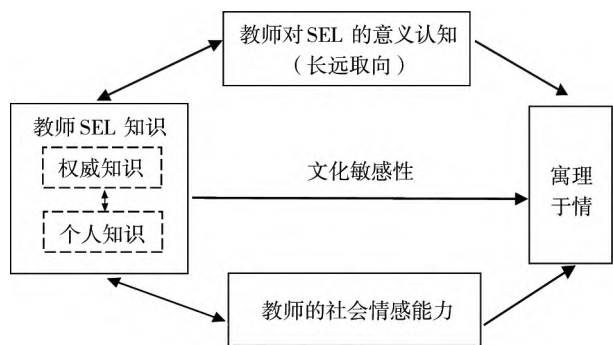 教师对SEL的意义认知
（长远取向）
教师SEL 知识
权威知识
个人知识
文化敏感性
寓理
于情
教师的社会情感能力